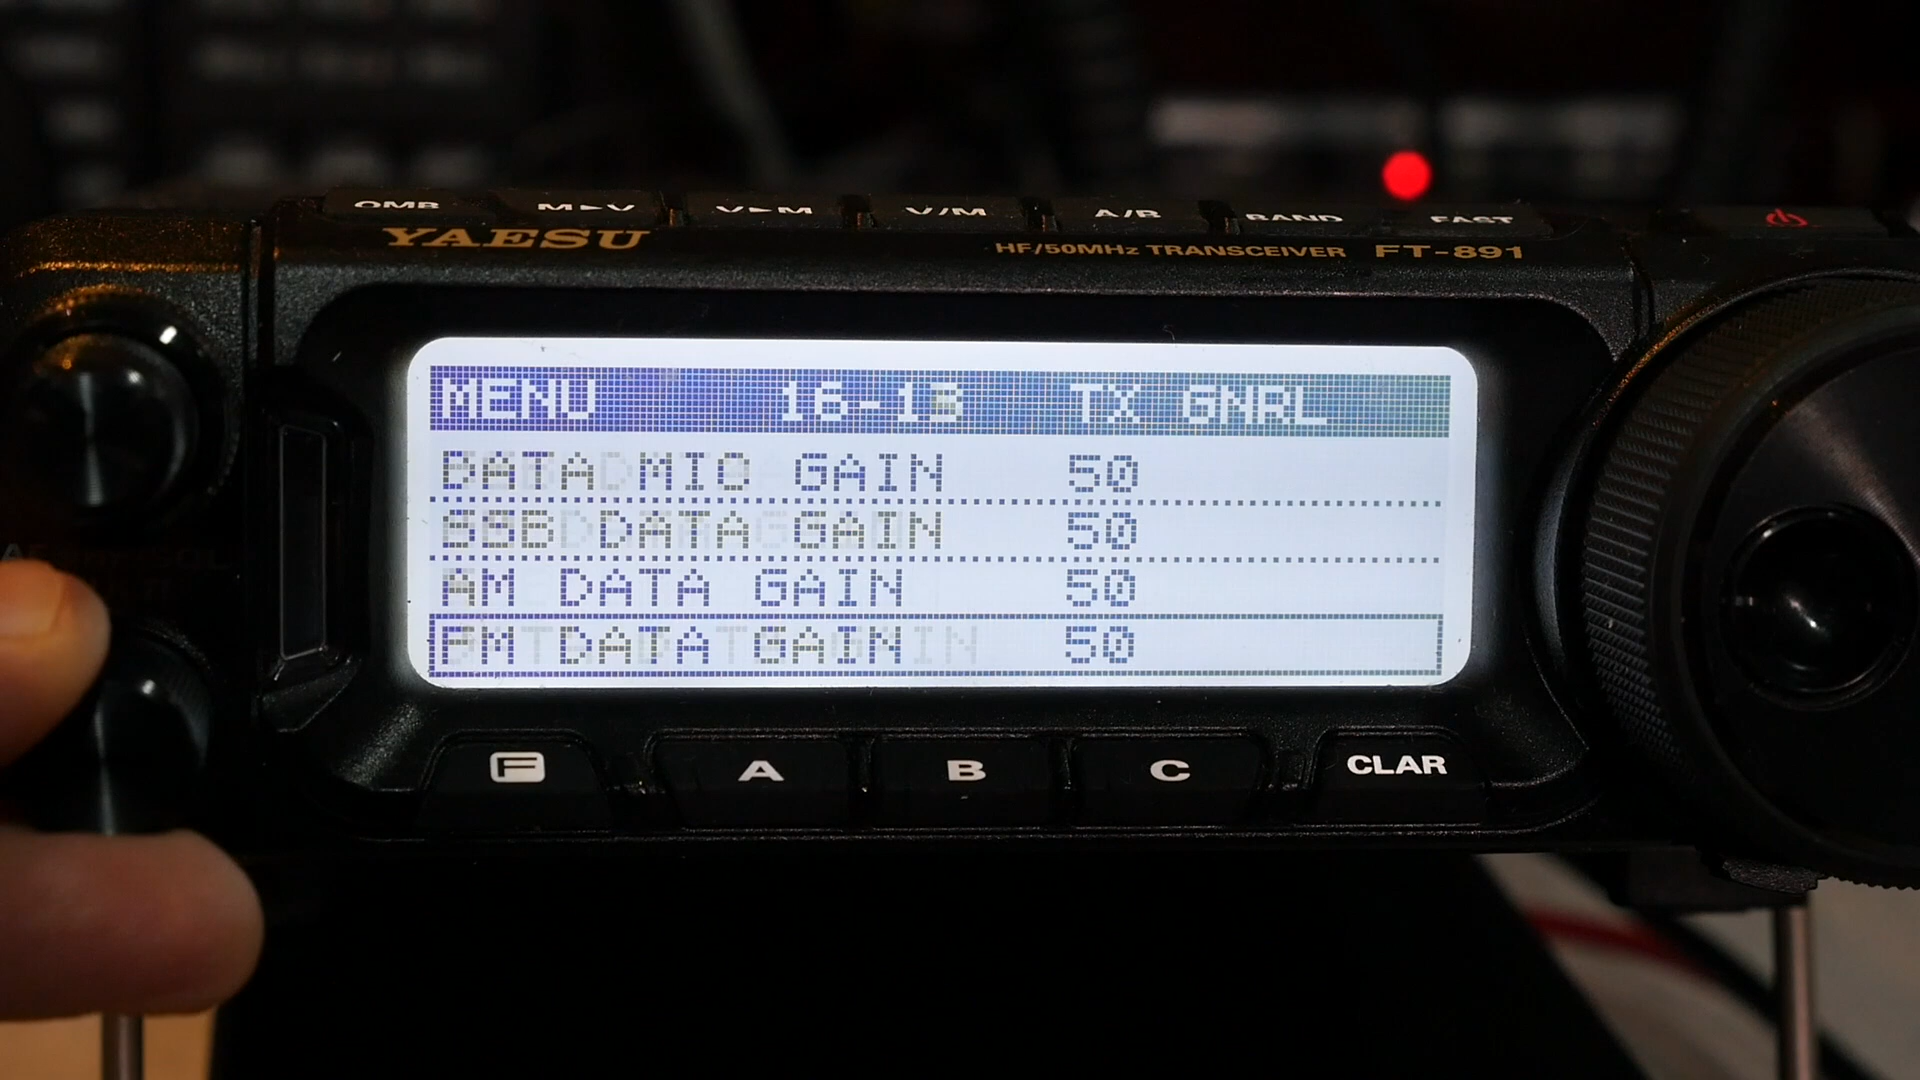 QMB M►V V►M V/M A/B BAND FAST
YAESU
HF/50MHz TRANSCEIVER FT-891
MENU 16-13 TX GNRL
DATA MIC GAIN 50
SSB DATA GAIN 50
AM DATA GAIN 50
FM DATA GAIN 50
F A B C CLAR